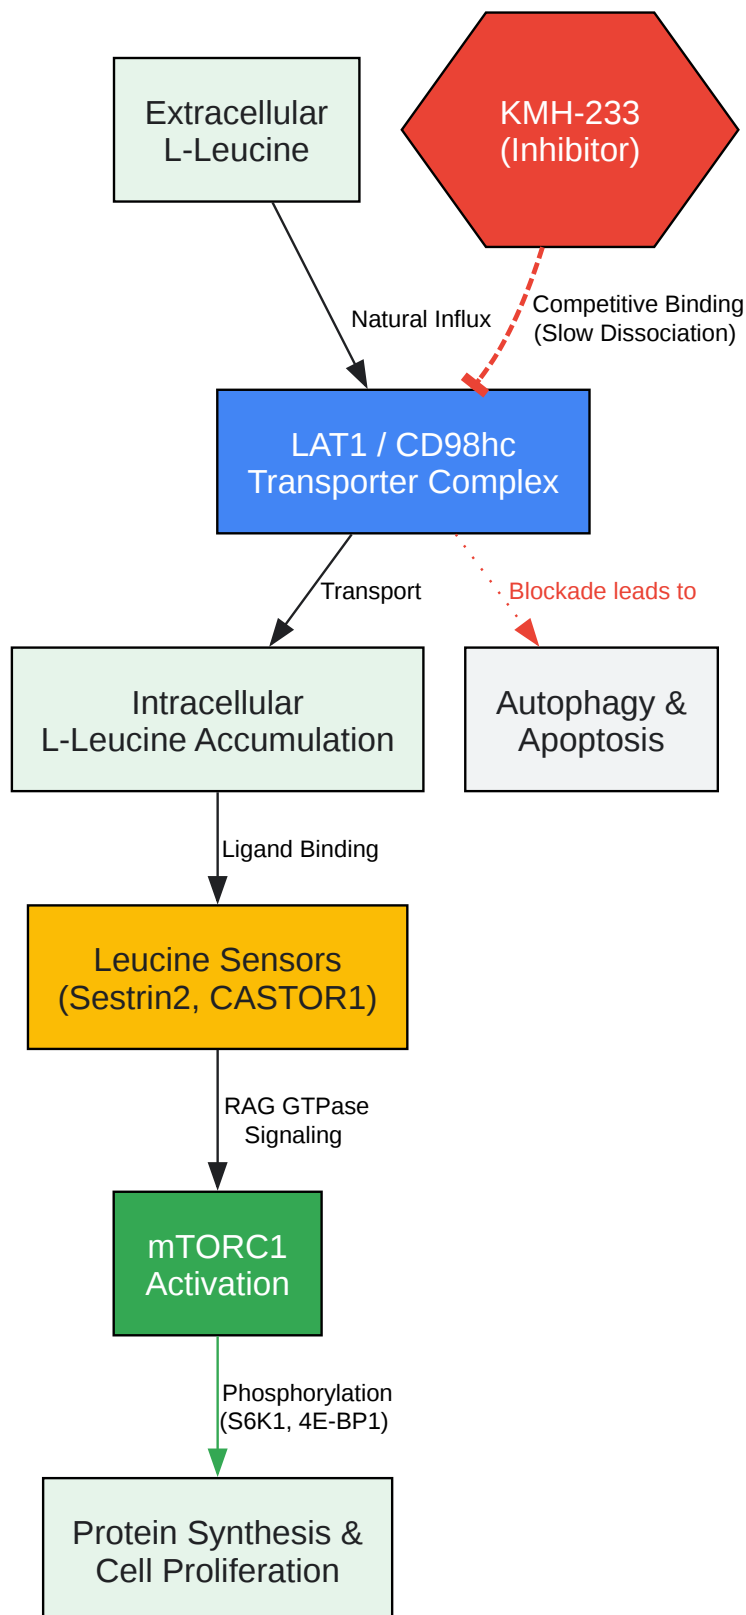 Extracellular
L-Leucine
KMH-233
(Inhibitor)
Natural Influx
Competitive Binding
(Slow Dissociation)
LAT1 / CD98hc
Transporter Complex
Transport
Blockade leads to
Intracellular
L-Leucine Accumulation
Autophagy &
Apoptosis
Ligand Binding
Leucine Sensors
(Sestrin2, CASTOR1)
RAG GTPase
Signaling
mTORC1
Activation
Phosphorylation
(S6K1, 4E-BP1)
Protein Synthesis &
Cell Proliferation